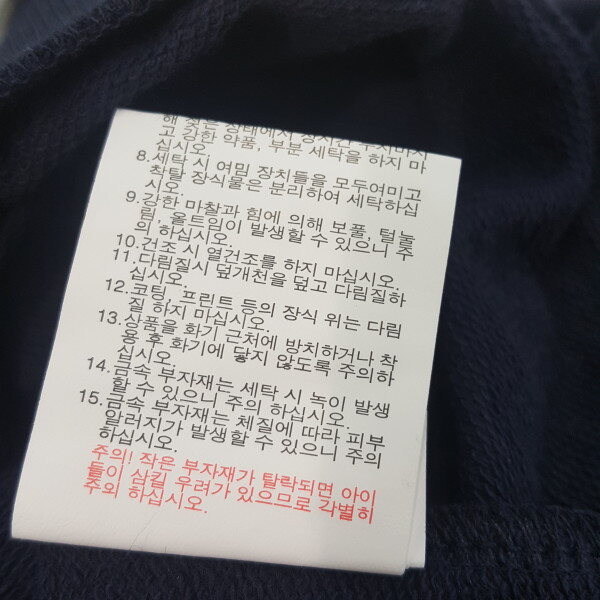 고 강한 약품, 부분 세탁을 하지 마
십시오.
8.세탁 시 여밈 장치들을 모두여미고
착탈 장식물은 분리하여 세탁하십
시오.
9.강한 마찰과 힘에 의해 보풀, 털눌
림, 올트임이 발생할 수 있으니 주
의 하십시오.
10.건조 시 열건조를 하지 마십시오.
11.다림질시 덮개천을 덮고 다림질하
십시오.
12.코팅, 프린트 등의 장식 위는 다림
질 하지 마십시오.
13.상품을 화기 근처에 방치하거나 착
용 후 화기에 닿지 않도록 주의하
십시오.
14.금속 부자재는 세탁 시 녹이 발생
할 수 있으니 주의 하십시오.
15.금속 부자재는 체질에 따라 피부
알러지가 발생할 수 있으니 주의
하십시오.
주의! 작은 부자재가 탈락되면 아이
들이 삼킬 우려가 있으므로 각별히
주의 하십시오.